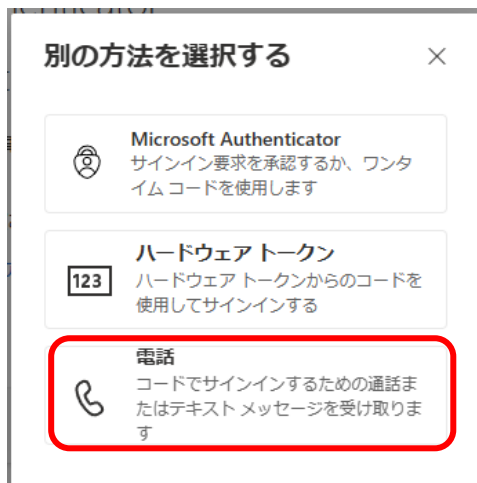 別の方法を選択する
Microsoft Authenticator
サインイン要求を承認するか、ワンタ
イム コードを使用します
ハードウェア トークン
123
ハードウェア トークンからのコードを
使用してサインインする
電話
コードでサインインするための通話ま
たはテキスト メッセージを受け取りま
す